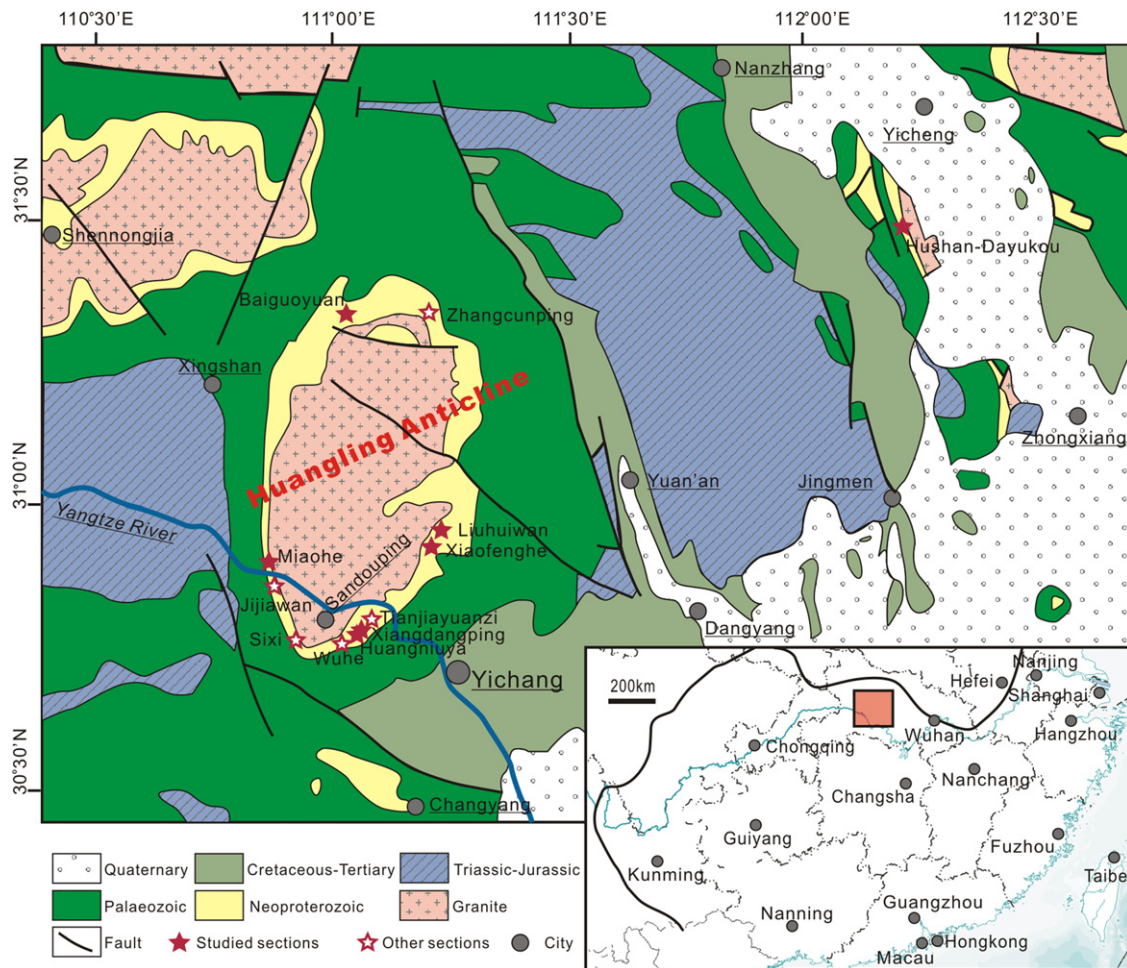 110°30′E
111°00′E
111°30′E
112°00′E
112°30′E
31°30′N
31°00′N
30°30′N
Nanzhang
Yicheng
Shennongjia
Hushan-Dayukou
Baiguoyuan
Zhangcunping
Xingshan
Huangling Anticline
Zhongxiang
Yuan'an
Jingmen
Yangtze River
Liuhuiwan
Xiaofenghe
Miaohe
Sandouping
Jijiawan
Tianjiayuanzi
Xiangdangping
Sixi
Huangniuya
Wuhe
Dangyang
Yichang
Changyang
200km
Nanjing
Hefei
Shanghai
Wuhan
Hangzhou
Chongqing
Nanchang
Changsha
Guiyang
Fuzhou
Kunming
Taibe
Guangzhou
Nanning
Hongkong
Macau
Quaternary
Cretaceous-Tertiary
Triassic-Jurassic
Palaeozoic
Neoproterozoic
Granite
Fault
Studied sections
Other sections
City